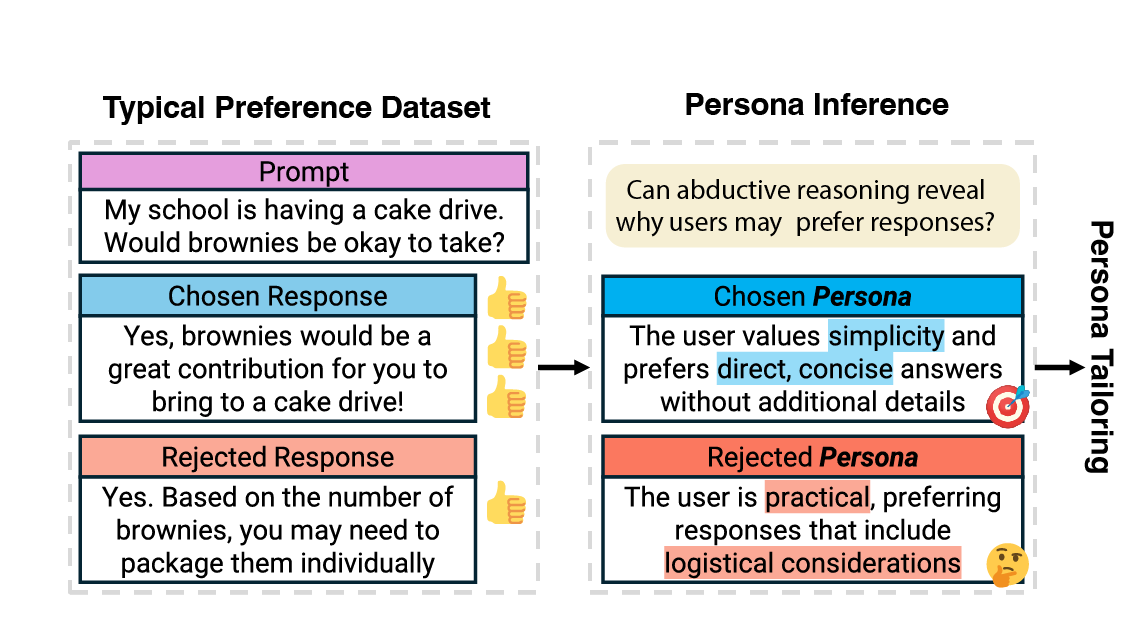 Typical Preference Dataset
Prompt
My school is having a cake drive.
Would brownies be okay to take?
Chosen Response
Yes, brownies would be a
great contribution for you to
bring to a cake drive!
Rejected Response
Yes. Based on the number of
brownies, you may need to
package them individually
Persona Inference
Can abductive reasoning reveal
why users may prefer responses?
Chosen Persona
The user values simplicity and
prefers direct, concise answers
without additional details
Rejected Persona
The user is practical, preferring
responses that include
logistical considerations
Persona Tailoring